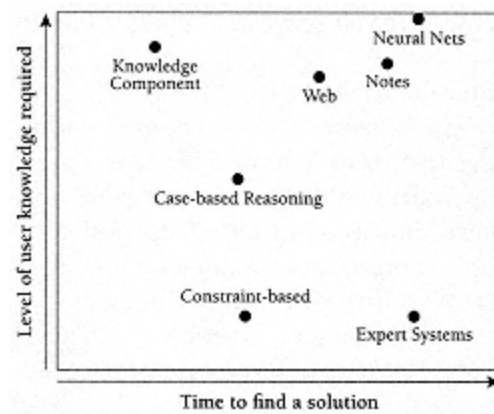 Level of user knowledge required
Neural Nets
Knowledge
Component
Notes
Web
Case-based Reasoning
Constraint-based
Expert Systems
Time to find a solution